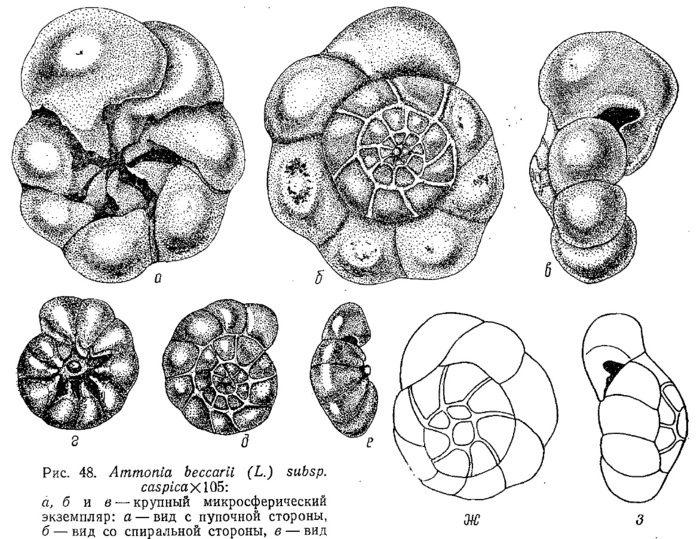 а
б
в
г
д
е
ж
з
Рис. 48. Ammonia beccarii (L.) subsp.
caspica×105:
а, б и в — крупный микросферический
экземпляр: а — вид с пупочной стороны,
б — вид со спиральной стороны, в — вид